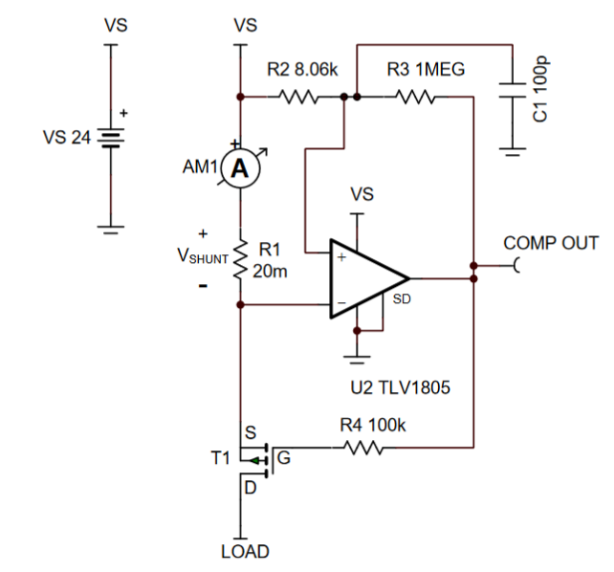 VS
VS
R2 8.06k
R3 1MEG
C1 100p
+
VS 24
+
AM1
A
VS
+
VSHUNT
-
R1
20m
+
-
COMP OUT
SD
U2 TLV1805
R4 100k
S
T1
G
D
LOAD